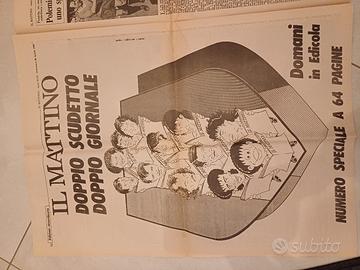 IL MATTINO
DOPPIO SCUDETTO
DOPPIO GIORNALE
Domani
in Edicola
NUMERO SPECIALE A 64 PAGINE
subito